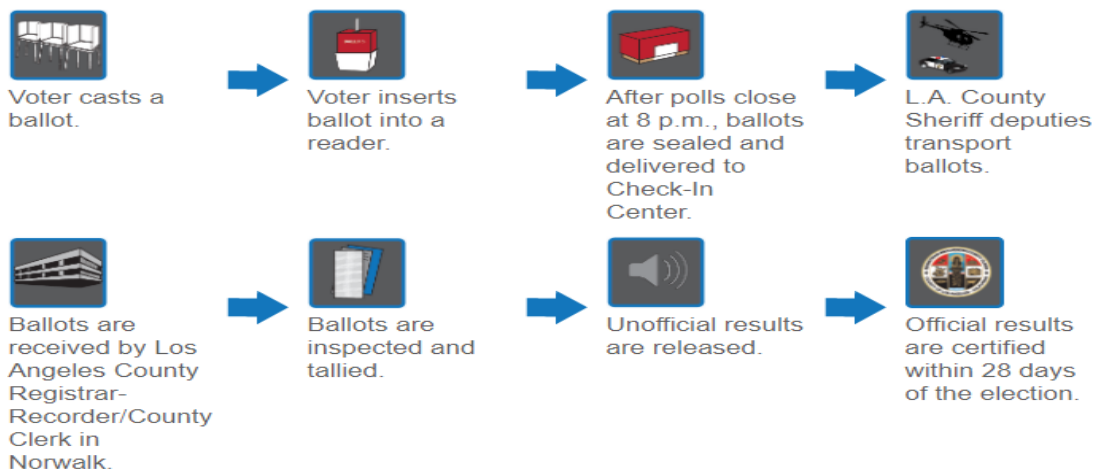 Voter casts a
ballot.
Voter inserts
ballot into a
reader.
After polls close
at 8 p.m., ballots
are sealed and
delivered to
Check-In
Center.
L.A. County
Sheriff deputies
transport
ballots.
Ballots are
received by Los
Angeles County
Registrar-
Recorder/County
Clerk in
Norwalk.
Ballots are
inspected and
tallied.
Unofficial results
are released.
Official results
are certified
within 28 days
of the election.